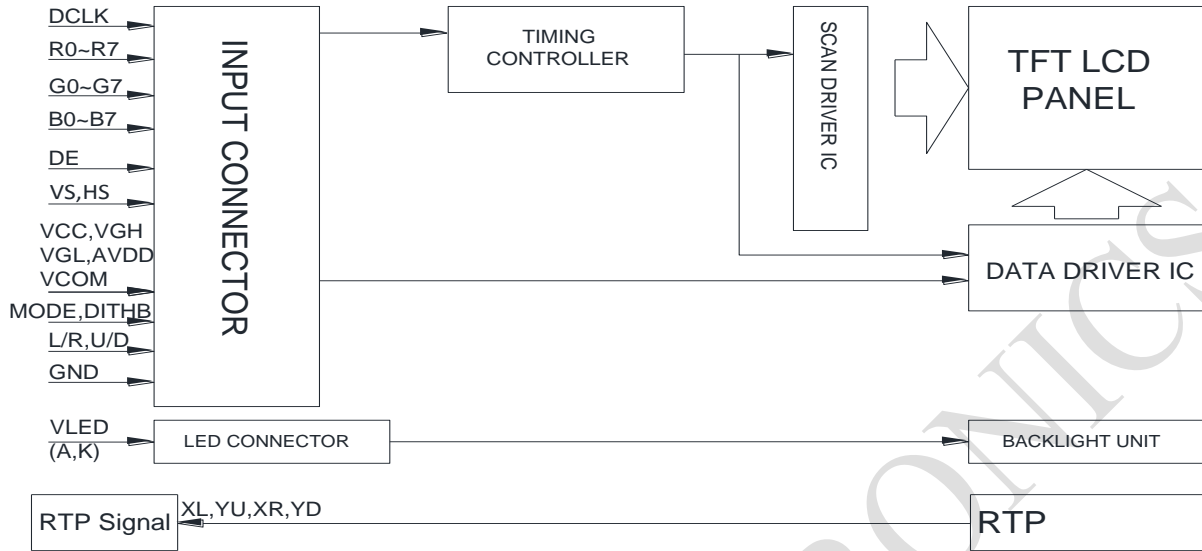 DCLK
R0~R7
G0~G7
B0~B7
DE
VS,HS
VCC,VGH
VGL,AVDD
VCOM
MODE,DITHB
L/R,U/D
GND
INPUT CONNECTOR
TIMING
CONTROLLER
SCAN DRIVER IC
TFT LCD
PANEL
DATA DRIVER IC
VLED
(A,K)
LED CONNECTOR
BACKLIGHT UNIT
RTP Signal
XL,YU,XR,YD
RTP
RONICS